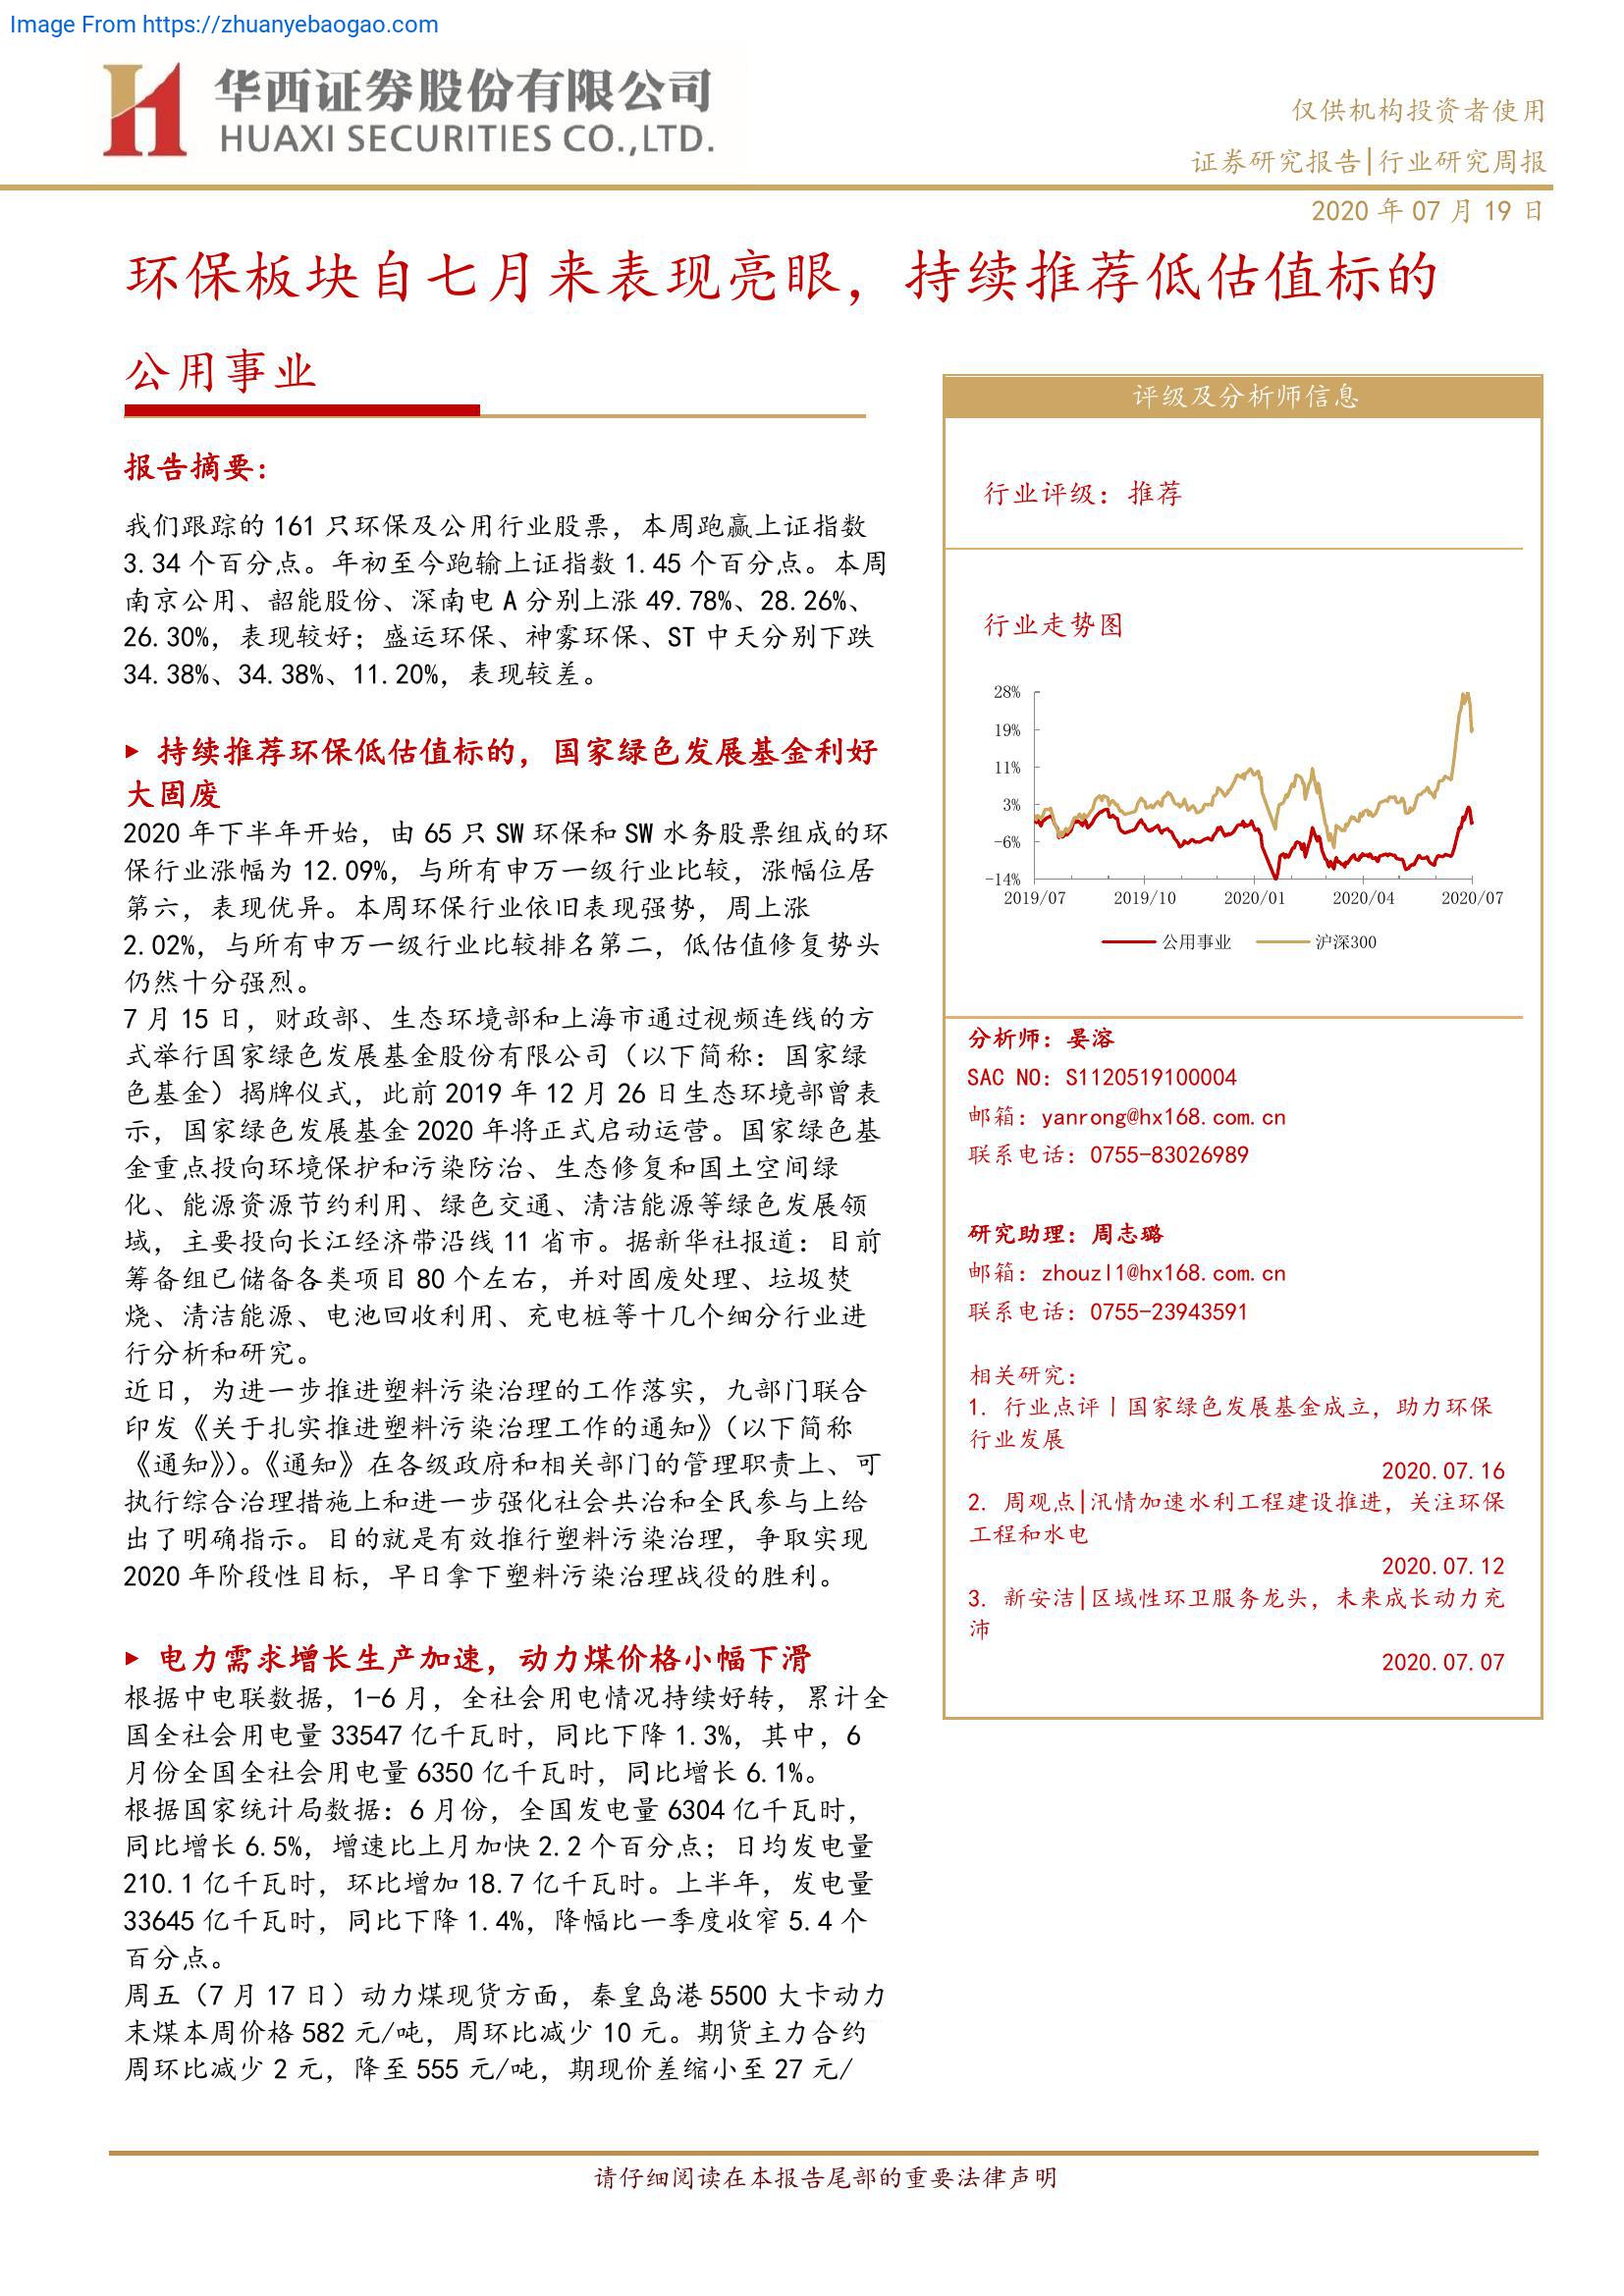 Image From https://zhuanyebaogao.com
华西证券股份有限公司
HUAXI SECURITIES CO.,LTD.
仅供机构投资者使用
证券研究报告|行业研究周报
2020 年 07 月 19 日
环保板块自七月来表现亮眼，持续推荐低估值标的
公用事业
报告摘要：
我们跟踪的 161 只环保及公用行业股票，本周跑赢上证指数
3.34 个百分点。年初至今跑输上证指数 1.45 个百分点。本周
南京公用、韶能股份、深南电 A 分别上涨 49.78%、28.26%、
26.30%，表现较好；盛运环保、神雾环保、ST 中天分别下跌
34.38%、34.38%、11.20%，表现较差。
► 持续推荐环保低估值标的，国家绿色发展基金利好
大固废
2020 年下半年开始，由 65 只 SW 环保和 SW 水务股票组成的环
保行业涨幅为 12.09%，与所有申万一级行业比较，涨幅位居
第六，表现优异。本周环保行业依旧表现强势，周上涨
2.02%，与所有申万一级行业比较排名第二，低估值修复势头
仍然十分强烈。
7 月 15 日，财政部、生态环境部和上海市通过视频连线的方
式举行国家绿色发展基金股份有限公司（以下简称：国家绿
色基金）揭牌仪式，此前 2019 年 12 月 26 日生态环境部曾表
示，国家绿色发展基金 2020 年将正式启动运营。国家绿色基
金重点投向环境保护和污染防治、生态修复和国土空间绿
化、能源资源节约利用、绿色交通、清洁能源等绿色发展领
域，主要投向长江经济带沿线 11 省市。据新华社报道：目前
筹备组已储备各类项目 80 个左右，并对固废处理、垃圾焚
烧、清洁能源、电池回收利用、充电桩等十几个细分行业进
行分析和研究。
近日，为进一步推进塑料污染治理的工作落实，九部门联合
印发《关于扎实推进塑料污染治理工作的通知》（以下简称
《通知》）。《通知》在各级政府和相关部门的管理职责上、可
执行综合治理措施上和进一步强化社会共治和全民参与上给
出了明确指示。目的就是有效推行塑料污染治理，争取实现
2020 年阶段性目标，早日拿下塑料污染治理战役的胜利。
► 电力需求增长生产加速，动力煤价格小幅下滑
根据中电联数据，1-6 月，全社会用电情况持续好转，累计全
国全社会用电量 33547 亿千瓦时，同比下降 1.3%，其中，6
月份全国全社会用电量 6350 亿千瓦时，同比增长 6.1%。
根据国家统计局数据：6 月份，全国发电量 6304 亿千瓦时，
同比增长 6.5%，增速比上月加快 2.2 个百分点；日均发电量
210.1 亿千瓦时，环比增加 18.7 亿千瓦时。上半年，发电量
33645 亿千瓦时，同比下降 1.4%，降幅比一季度收窄 5.4 个
百分点。
周五（7 月 17 日）动力煤现货方面，秦皇岛港 5500 大卡动力
末煤本周价格 582 元/吨，周环比减少 10 元。期货主力合约
周环比减少 2 元，降至 555 元/吨，期现价差缩小至 27 元/
评级及分析师信息
行业评级：推荐
行业走势图
28%
19%
11%
3%
-6%
-14%
2019/07 2019/10 2020/01 2020/04 2020/07
公用事业 沪深300
分析师：晏溶
SAC NO：S1120519100004
邮箱：yanrong@hx168.com.cn
联系电话：0755-83026989
研究助理：周志璐
邮箱：zhouzl1@hx168.com.cn
联系电话：0755-23943591
相关研究：
1. 行业点评丨国家绿色发展基金成立，助力环保
行业发展
2020.07.16
2. 周观点|汛情加速水利工程建设推进，关注环保
工程和水电
2020.07.12
3. 新安洁|区域性环卫服务龙头，未来成长动力充
沛
2020.07.07
请仔细阅读在本报告尾部的重要法律声明